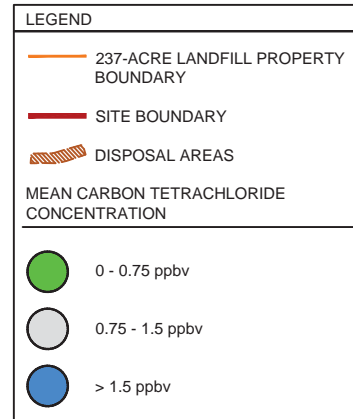 LEGEND
237-ACRE LANDFILL PROPERTY
BOUNDARY
SITE BOUNDARY
DISPOSAL AREAS
MEAN CARBON TETRACHLORIDE
CONCENTRATION
0 - 0.75 ppbv
0.75 - 1.5 ppbv
> 1.5 ppbv